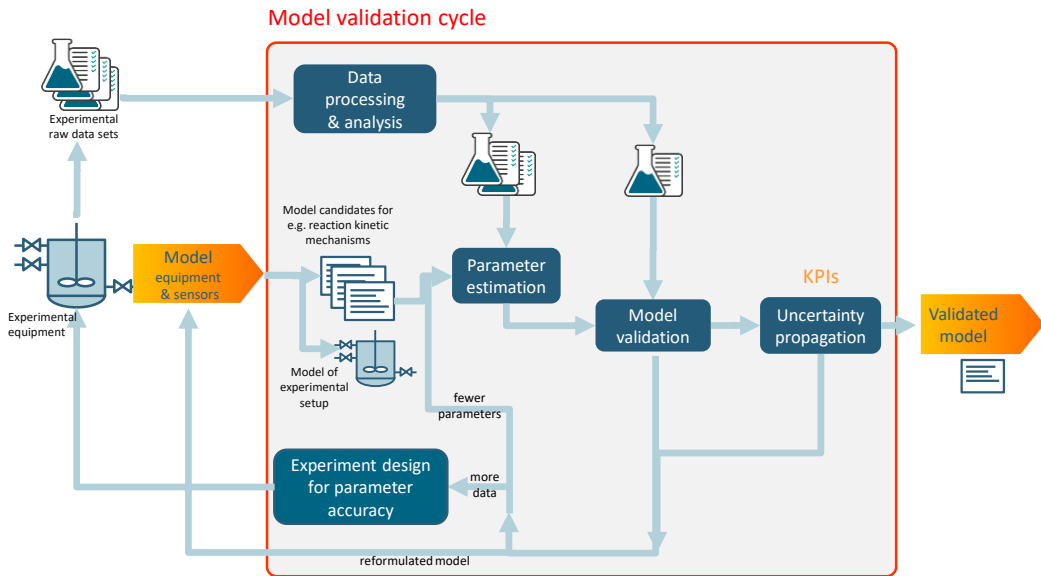 Model validation cycle
Data
processing
& analysis
Experimental
raw data sets
Model candidates for
e.g. reaction kinetic
mechanisms
Model
equipment
& sensors
Parameter
estimation
KPIs
Experimental
equipment
Model
validation
Uncertainty
propagation
Validated
model
Model of
experimental
setup
fewer
parameters
Experiment design
for parameter
accuracy
more
data
reformulated model